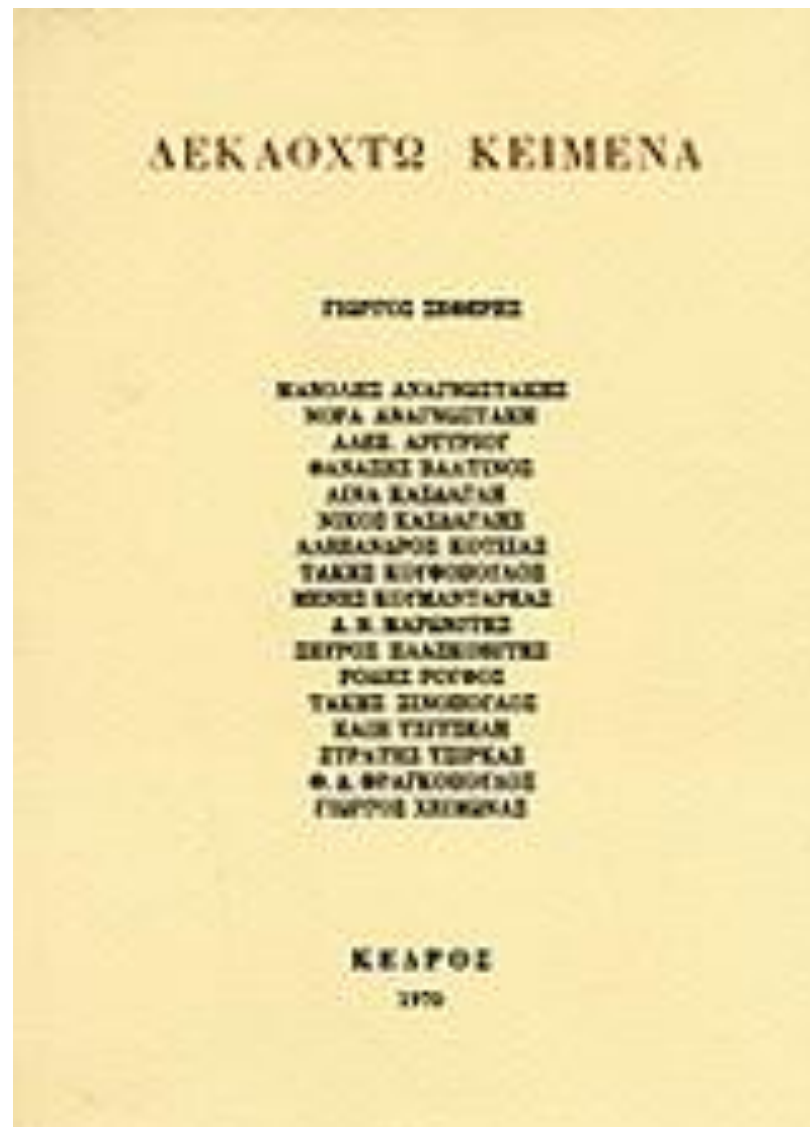 ΔΕΚΑΟΧΤΩ ΚΕΙΜΕΝΑ
ΓΙΩΡΓΟΣ ΣΕΦΕΡΗΣ
ΜΑΝΟΛΗΣ ΑΝΑΓΝΩΣΤΑΚΗΣ
ΝΟΡΑ ΑΝΑΓΝΩΣΤΑΚΗ
ΑΛΕΞ. ΑΡΓΥΡΙΟΥ
ΘΑΝΑΣΗΣ ΒΑΛΤΙΝΟΣ
ΛΙΝΑ ΚΑΣΔΑΓΛΗ
ΝΙΚΟΣ ΚΑΣΔΑΓΛΗΣ
ΑΛΕΞΑΝΔΡΟΣ ΚΟΤΖΙΑΣ
ΤΑΚΗΣ ΚΟΥΦΟΠΟΥΛΟΣ
ΜΕΝΗΣ ΚΟΥΜΑΝΤΑΡΕΑΣ
Δ. Ν. ΜΑΡΩΝΙΤΗΣ
ΣΠΥΡΟΣ ΠΛΑΣΚΟΒΙΤΗΣ
ΡΟΔΗΣ ΡΟΥΦΟΣ
ΤΑΚΗΣ ΣΙΝΟΠΟΥΛΟΣ
ΚΑΙΗ ΤΣΙΤΣΕΛΗ
ΣΤΡΑΤΗΣ ΤΣΙΡΚΑΣ
Θ. Δ. ΦΡΑΓΚΟΠΟΥΛΟΣ
ΓΙΩΡΓΟΣ ΧΕΙΜΩΝΑΣ
ΚΕΔΡΟΣ
1970